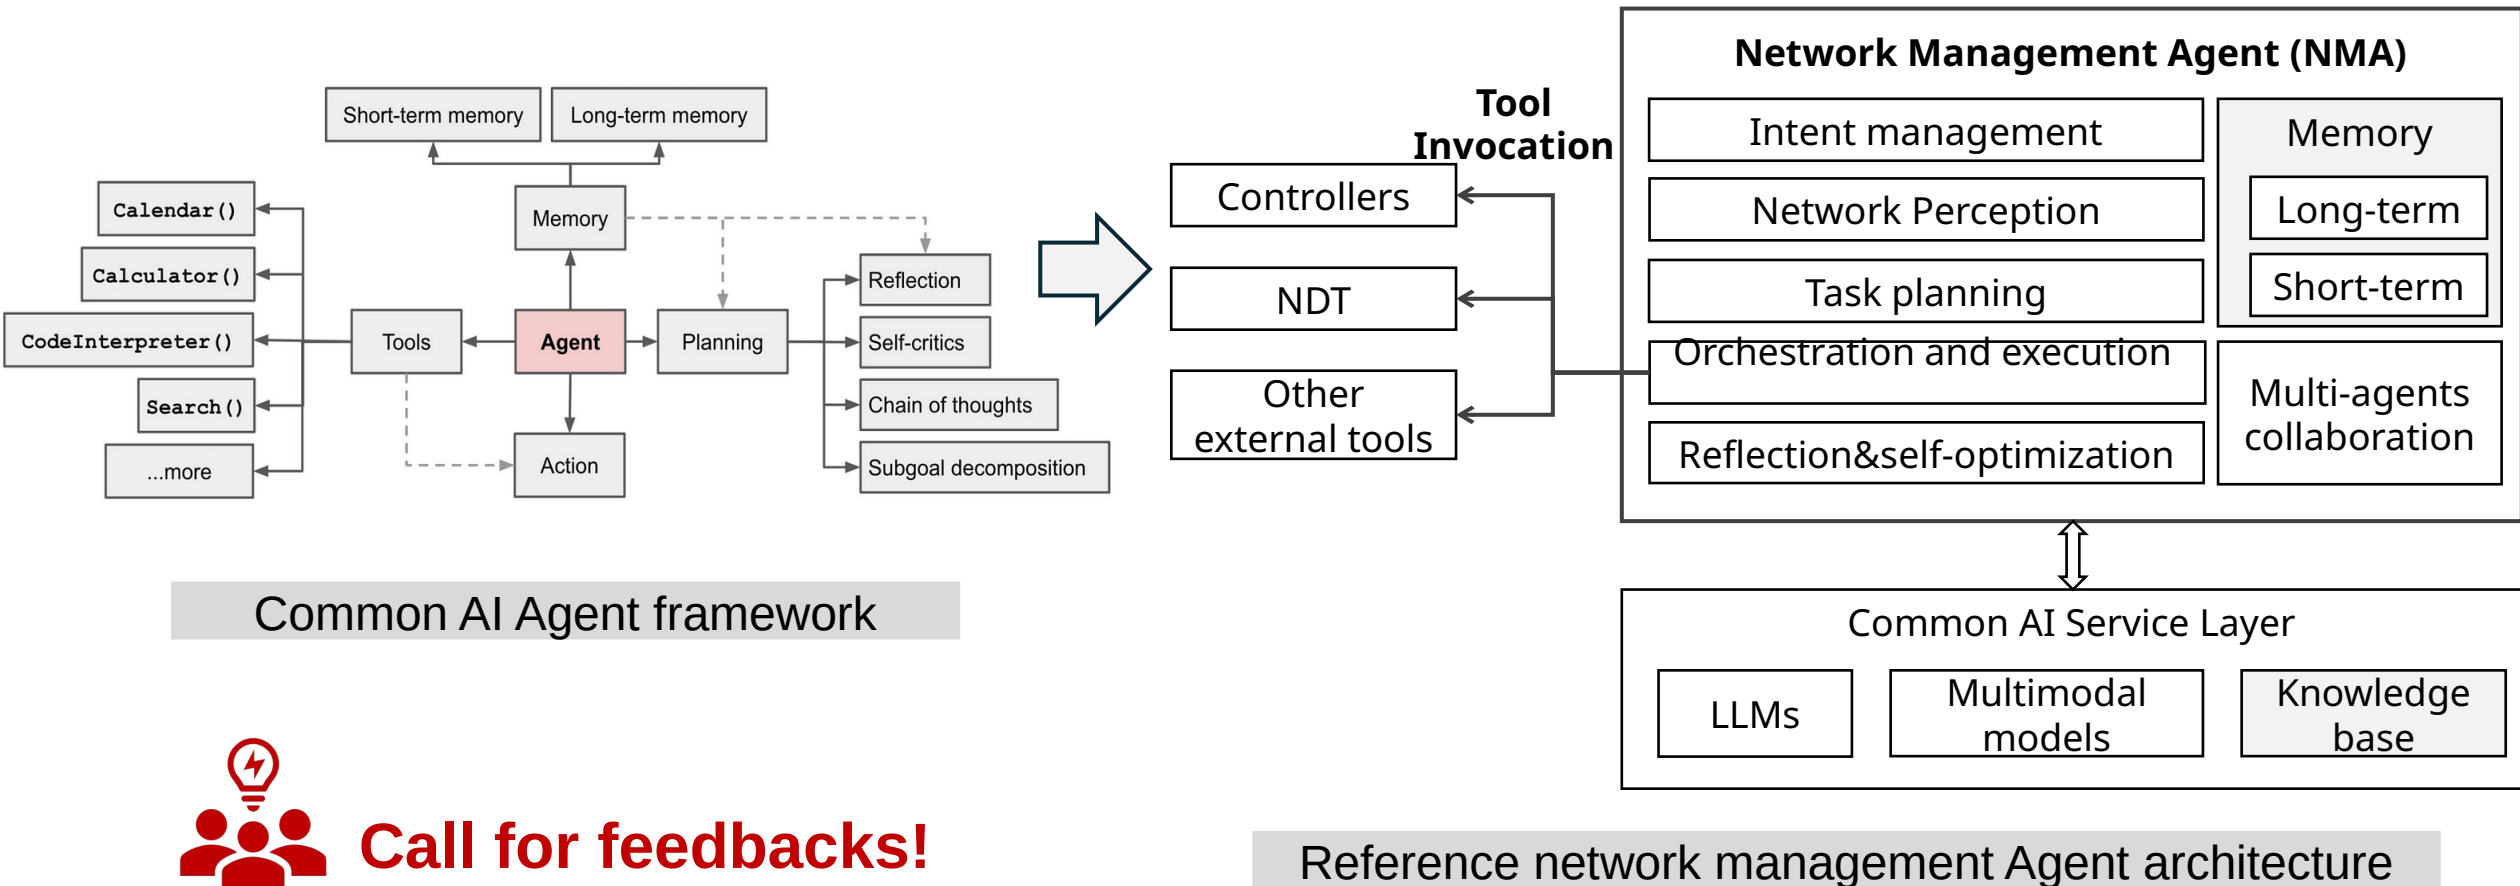 Short-term memory
Long-term memory
Calendar()
Memory
Calculator()
Reflection
CodeInterpreter()
Tools
Agent
Planning
Self-critics
Search()
Chain of thoughts
...more
Action
Subgoal decomposition
Common AI Agent framework
Call for feedbacks!
Tool
Invocation
Controllers
NDT
Other
external tools
Network Management Agent (NMA)
Intent management
Network Perception
Task planning
Orchestration and execution
Reflection&self-optimization
Memory
Long-term
Short-term
Multi-agents
collaboration
Common AI Service Layer
LLMs
Multimodal
models
Knowledge
base
Reference network management Agent architecture